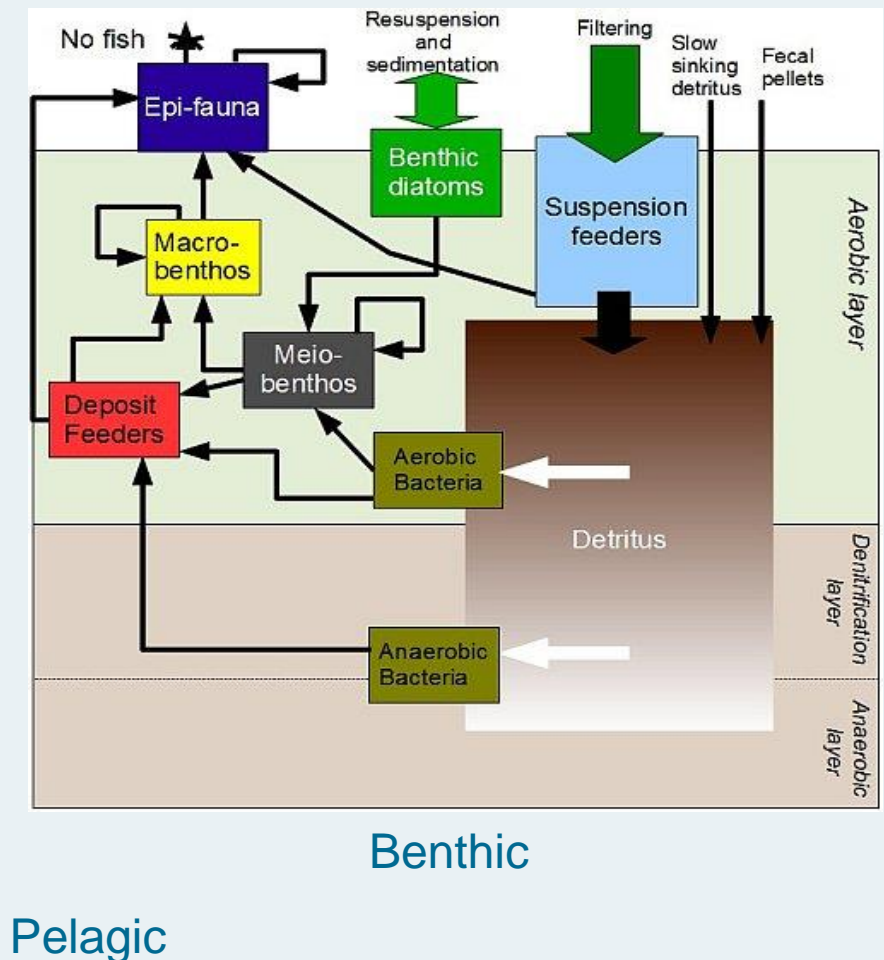 No fish
Resuspension
and
sedimentation
Filtering
Slow
sinking
detritus
Fecal
pellets
Epi-fauna
Benthic
diatoms
Suspension
feeders
Aerobic layer
Macro-
benthos
Meio-
benthos
Deposit
Feeders
Aerobic
Bacteria
Detritus
Denitrification
layer
Anaerobic
Bacteria
Anaerobic
layer
Benthic
Pelagic